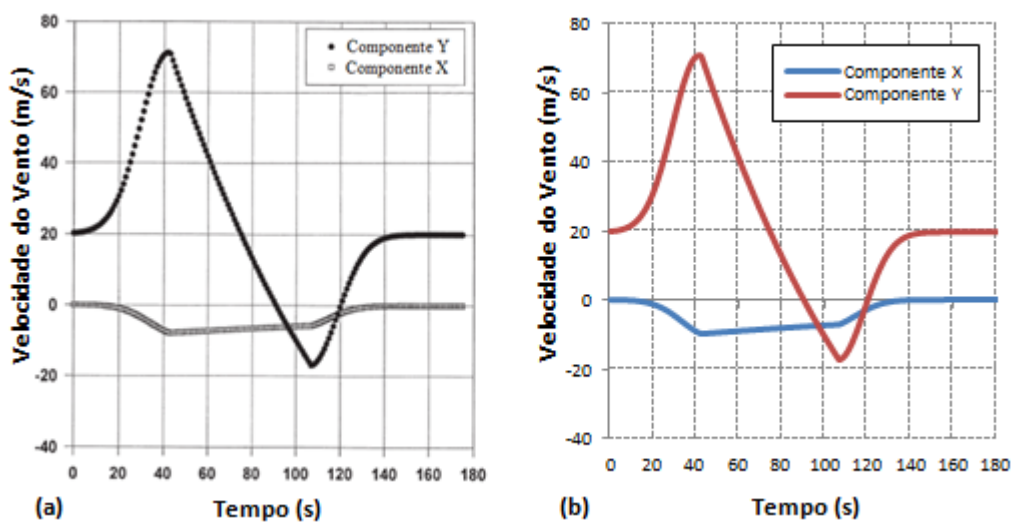 Velocidade do Vento (m/s)
80
60
40
20
0
-20
-40
Componente Y
Componente X
0 20 40 60 80 100 120 140 160 180
(a) Tempo (s)
Velocidade do Vento (m/s)
80
60
40
20
0
-20
-40
Componente X
Componente Y
0 20 40 60 80 100 120 140 160 180
(b) Tempo (s)